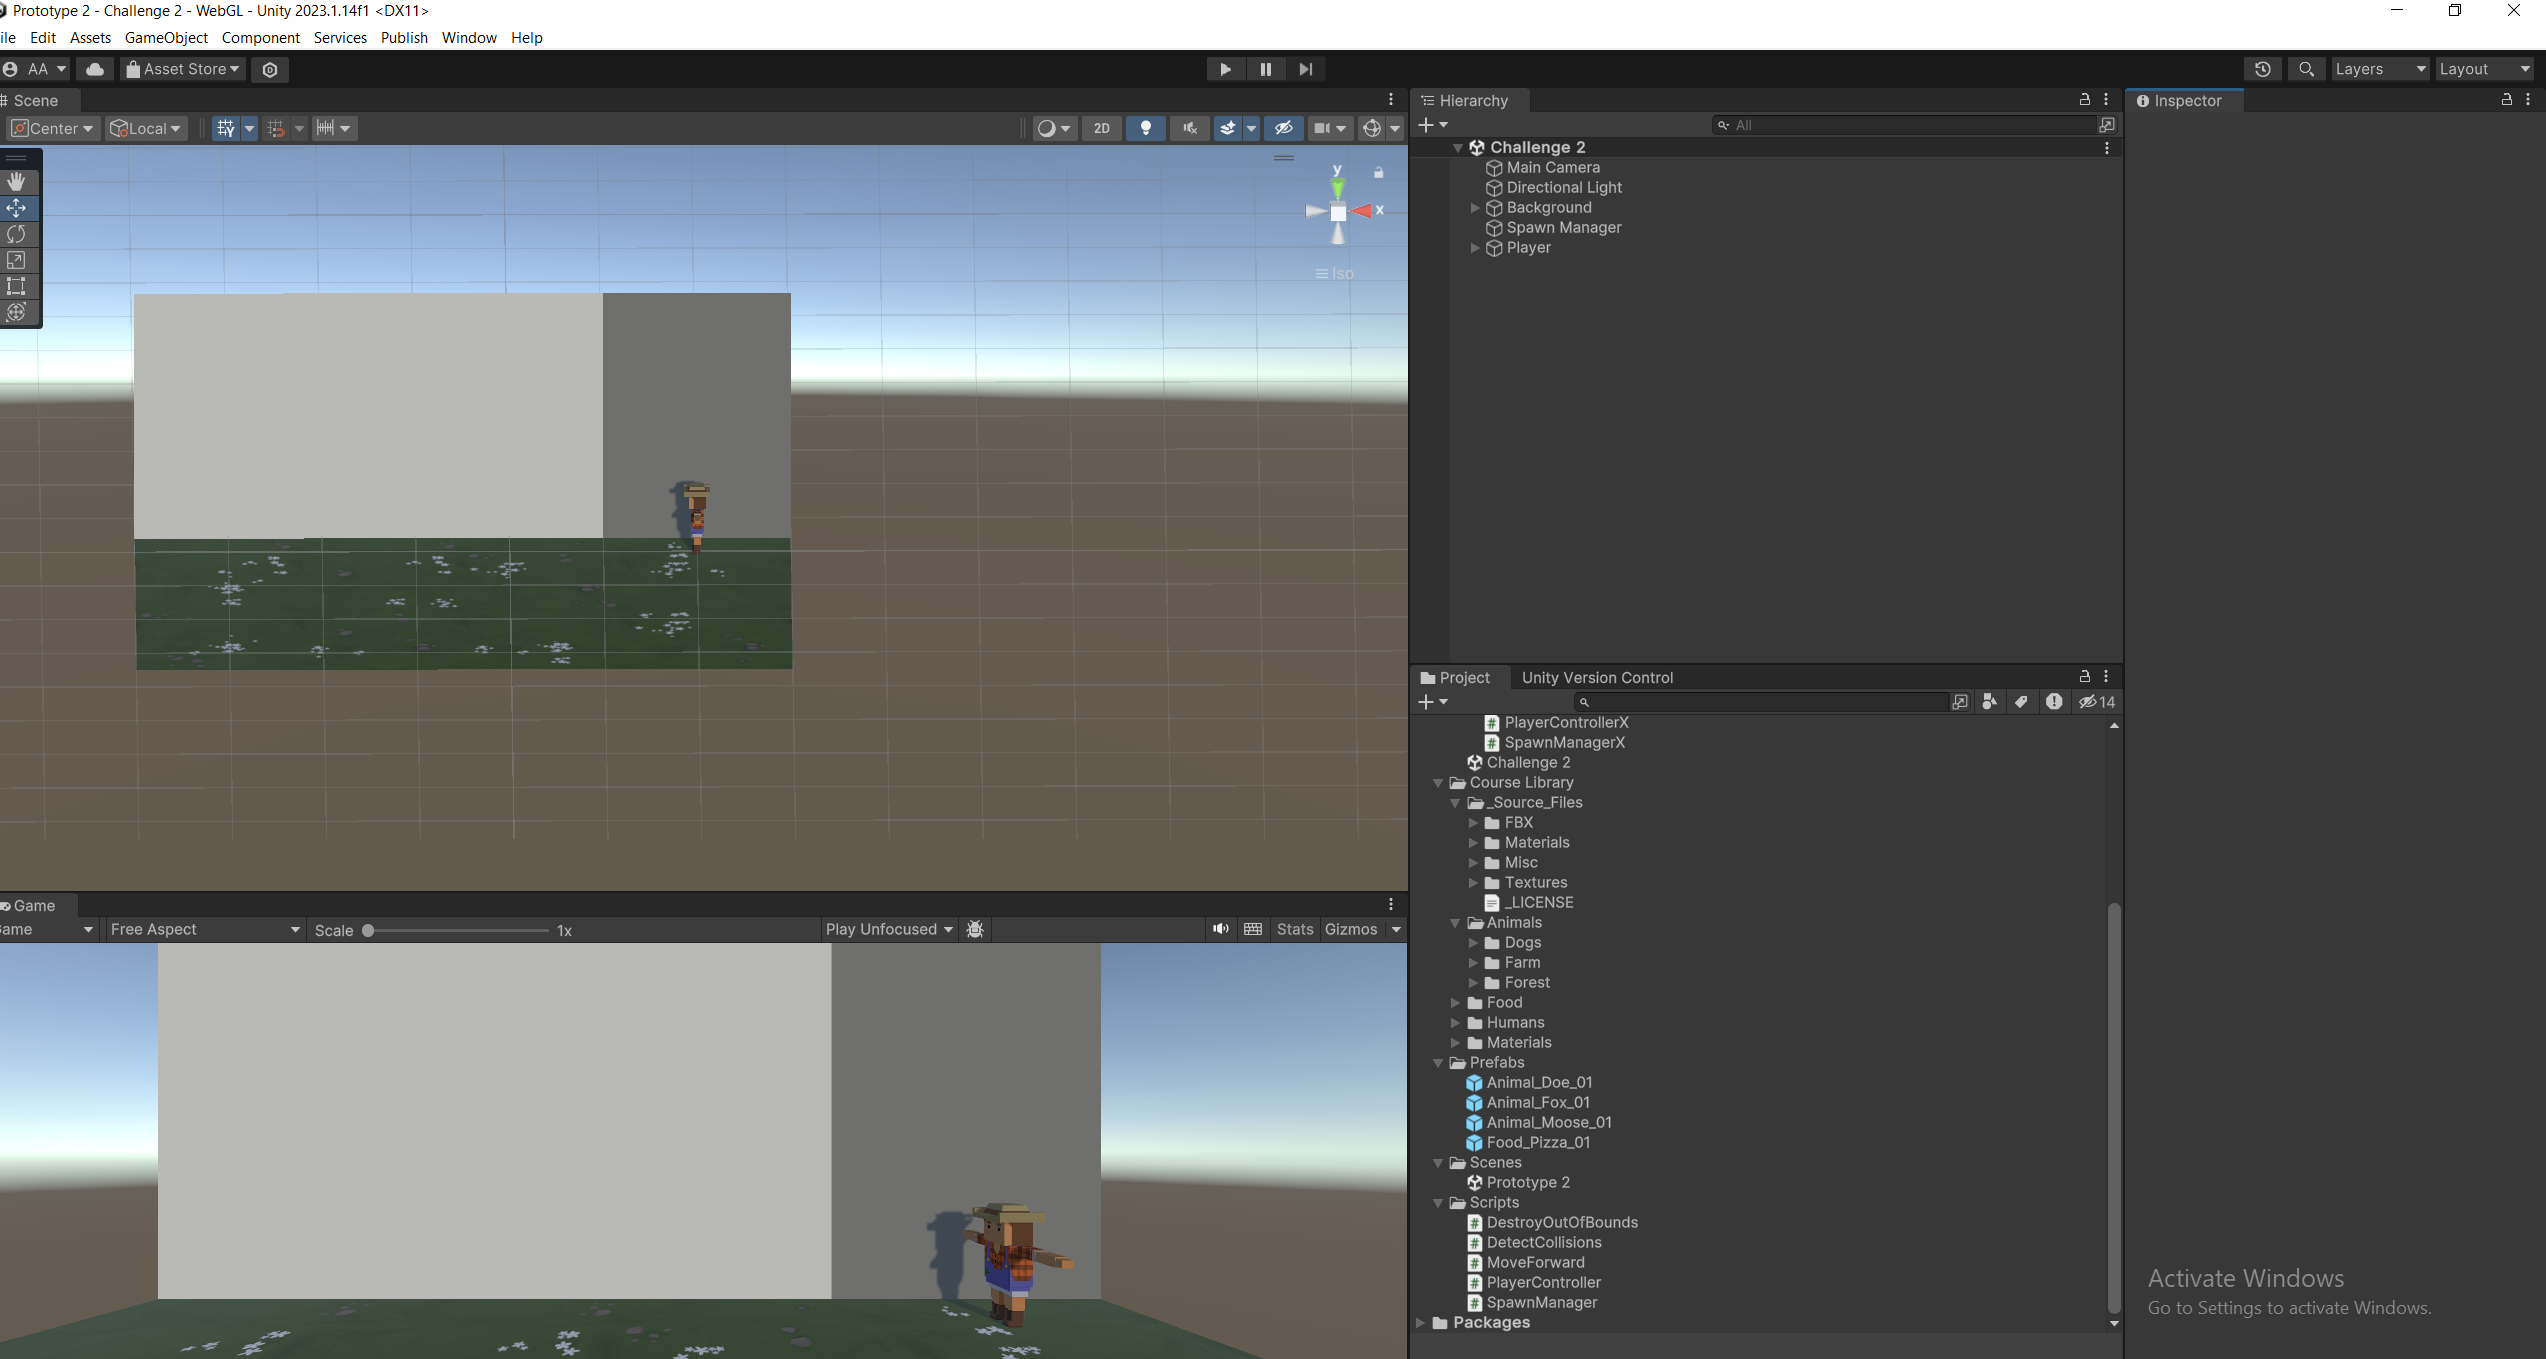 Prototype 2 - Challenge 2 - WebGL - Unity 2023.1.14f1 <DX11>
ile Edit Assets GameObject Component Services Publish Window Help
AA Asset Store Layers Layout
Scene
Center Local 2D
y
x
Iso
Hierarchy
All
Challenge 2
Main Camera
Directional Light
Background
Spawn Manager
Player
Inspector
Game
ame Free Aspect Scale 1x Play Unfocused Stats Gizmos
Project Unity Version Control
14
PlayerControllerX
SpawnManagerX
Challenge 2
Course Library
_Source_Files
FBX
Materials
Misc
Textures
_LICENSE
Animals
Dogs
Farm
Forest
Food
Humans
Materials
Prefabs
Animal_Doe_01
Animal_Fox_01
Animal_Moose_01
Food_Pizza_01
Scenes
Prototype 2
Scripts
DestroyOutOfBounds
DetectCollisions
MoveForward
PlayerController
SpawnManager
Packages
Activate Windows
Go to Settings to activate Windows.